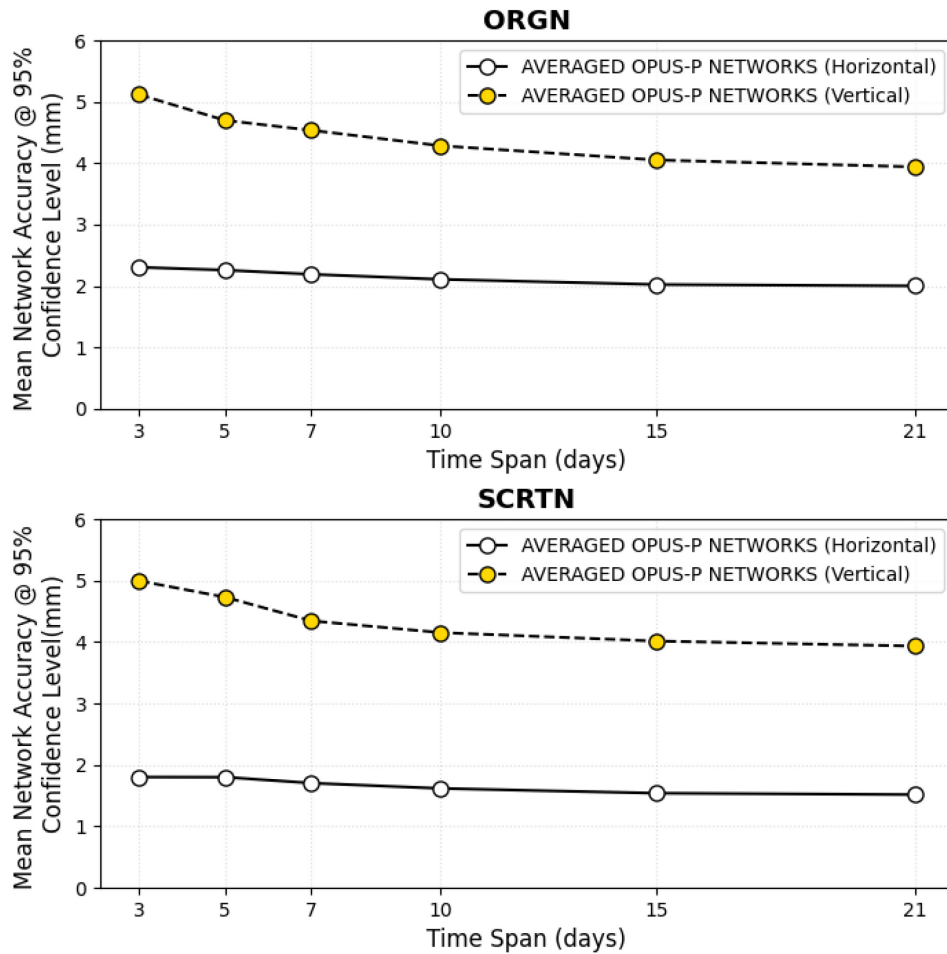 ORGN
Mean Network Accuracy @ 95%
Confidence Level (mm)
6
5
4
3
2
1
0
AVERAGED OPUS-P NETWORKS (Horizontal)
AVERAGED OPUS-P NETWORKS (Vertical)
3 5 7 10 15 21
Time Span (days)
SCRTN
Mean Network Accuracy @ 95%
Confidence Level(mm)
6
5
4
3
2
1
0
AVERAGED OPUS-P NETWORKS (Horizontal)
AVERAGED OPUS-P NETWORKS (Vertical)
3 5 7 10 15 21
Time Span (days)